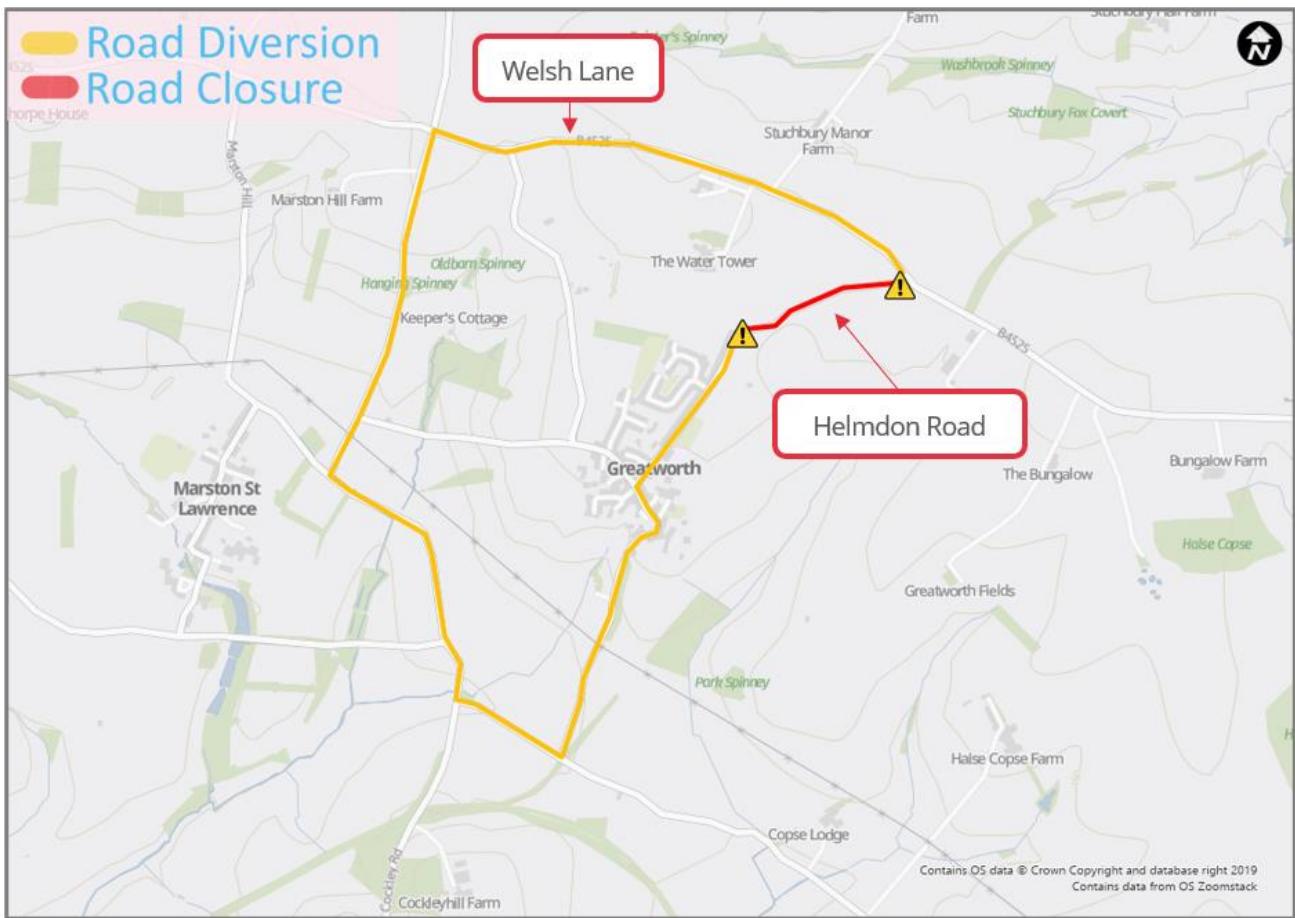 Road Diversion
Road Closure
Welsh Lane
Farm
Washbrook Spinney
Stuchbury Fox Covert
Stuchbury Manor
Farm
B4525
Marston Hill
Marston Hill Farm
The Water Tower
Oldbarn Spinney
Hanging Spinney
Keeper's Cottage
B4525
Helmdon Road
Greatworth
Marston St
Lawrence
The Bungalow
Bungalow Farm
Halse Copse
Greatworth Fields
Park Spinney
Halse Copse Farm
Copse Lodge
Cockley Rd
Cockleyhill Farm
Contains OS data © Crown Copyright and database right 2019
Contains data from OS Zoomstack
N